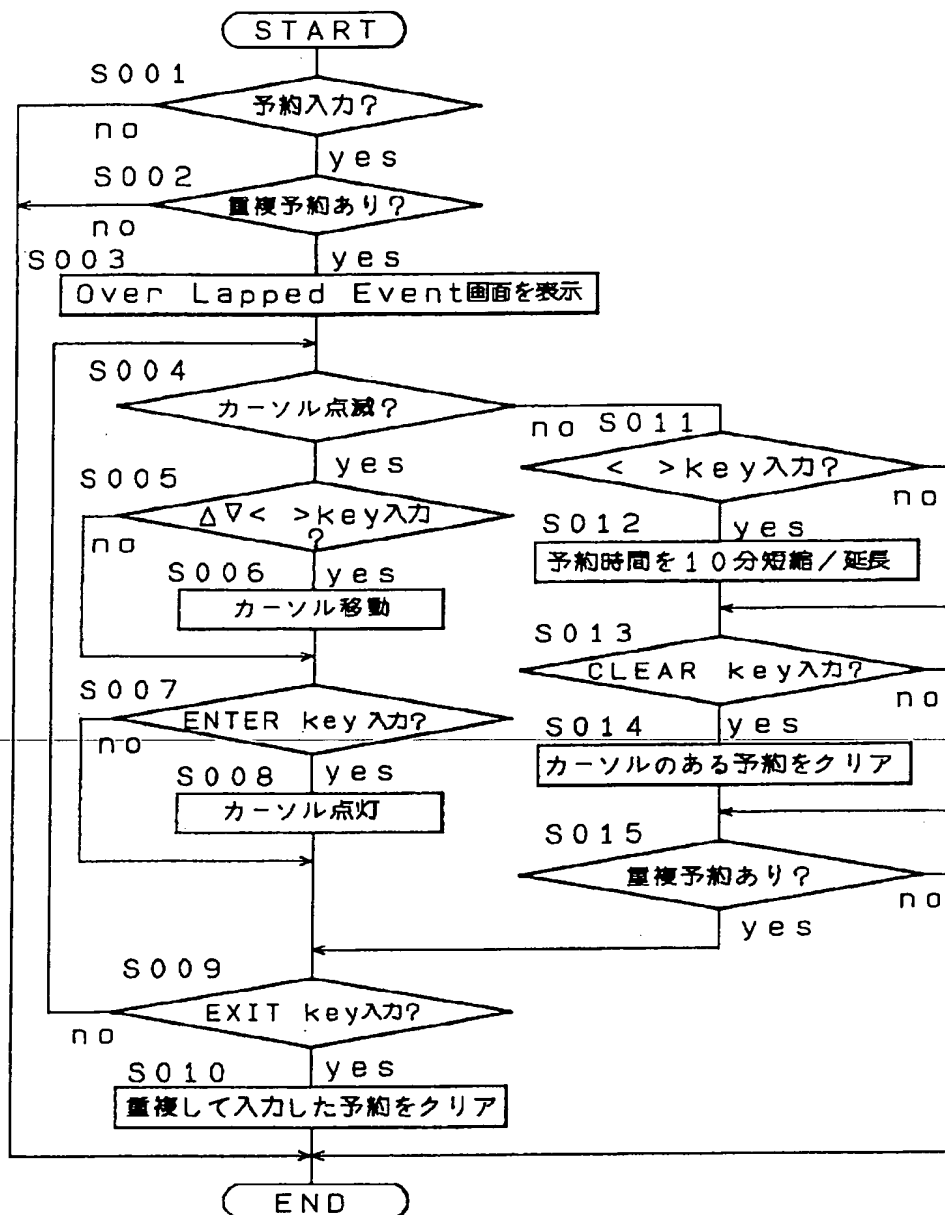 START
S001
予約入力?
no
yes
S002
重複予約あり?
no
yes
S003
Over Lapped Event画面を表示
S004
カーソル点滅?
no
yes
S005
△▽< >key入力
?
no
yes
S006
カーソル移動
S007
ENTER key入力?
no
yes
S008
カーソル点灯
S011
< >key入力?
no
yes
S012
予約時間を10分短縮/延長
S013
CLEAR key入力?
no
yes
S014
カーソルのある予約をクリア
S015
重複予約あり?
no
yes
S009
EXIT key入力?
no
yes
S010
重複して入力した予約をクリア
END